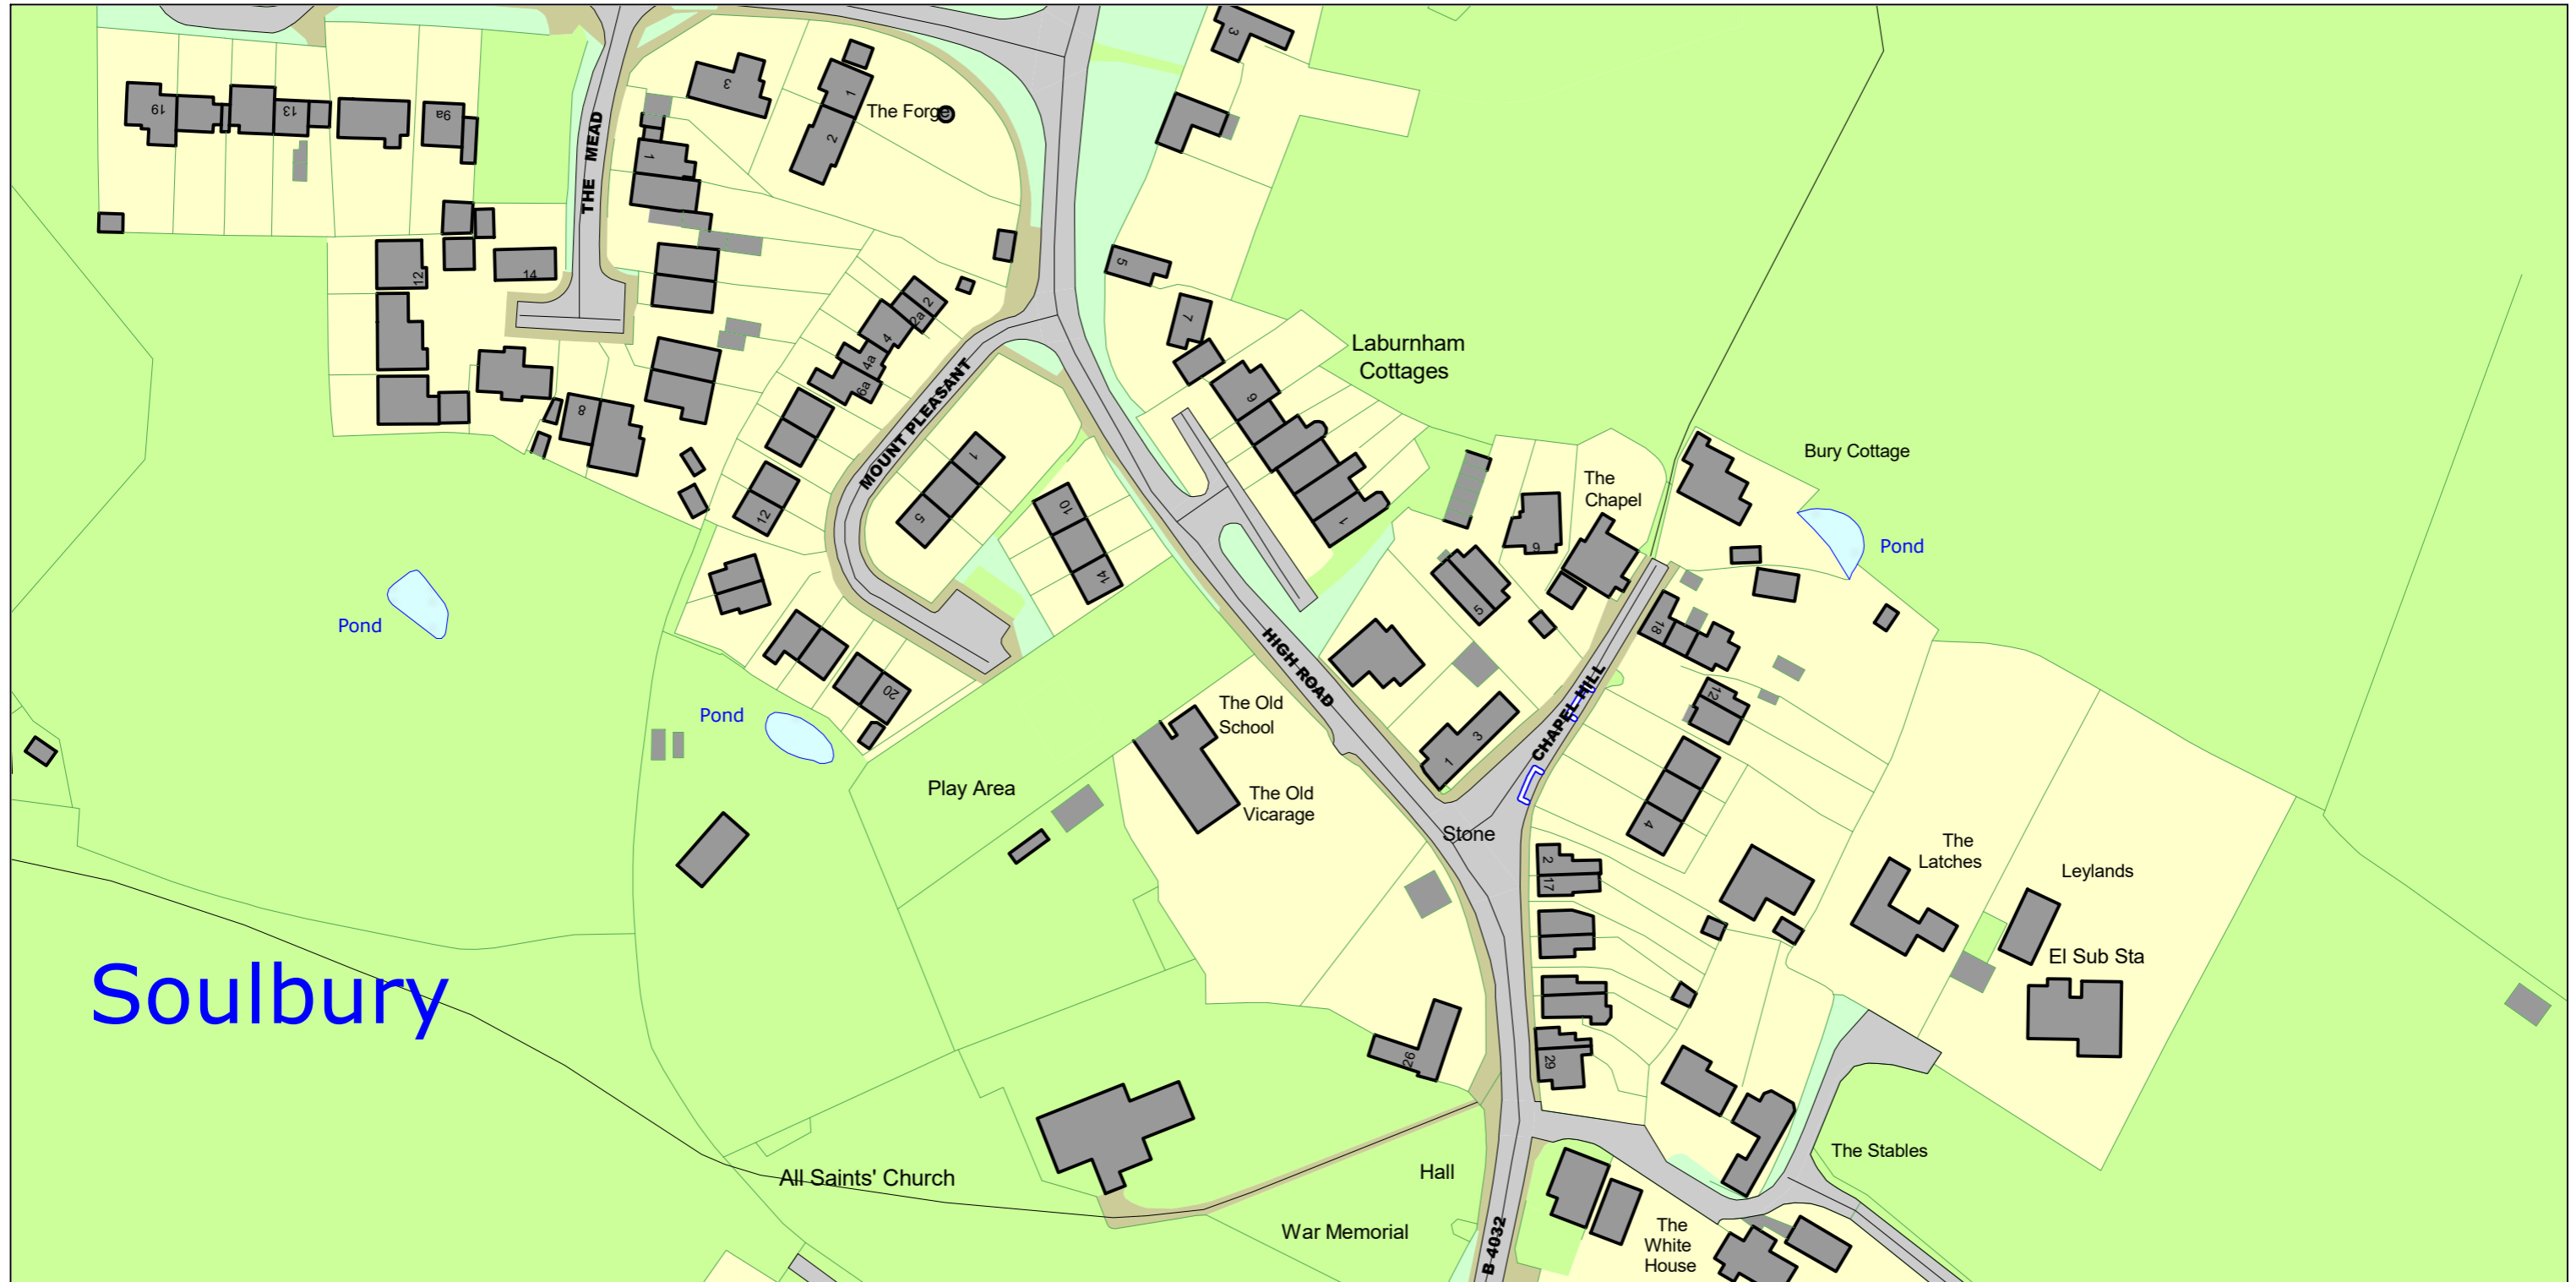 3
19
13
9a
THE MEAD
3
1
2
The Forge
1
12
14
5
7
2
2a
4
4a
6a
Laburnham
Cottages
MOUNT PLEASANT
8
9
1
5
12
10
14
1
Bury Cottage
The
Chapel
6
Pond
5
Pond
18
20
HIGH ROAD
CHAPEL HILL
12
Pond
The Old
School
3
1
Play Area
The Old
Vicarage
4
Stone
2
17
The
Latches
Leylands
El Sub Sta
Soulbury
26
29
The Stables
All Saints' Church
Hall
War Memorial
B 4032
The
White
House